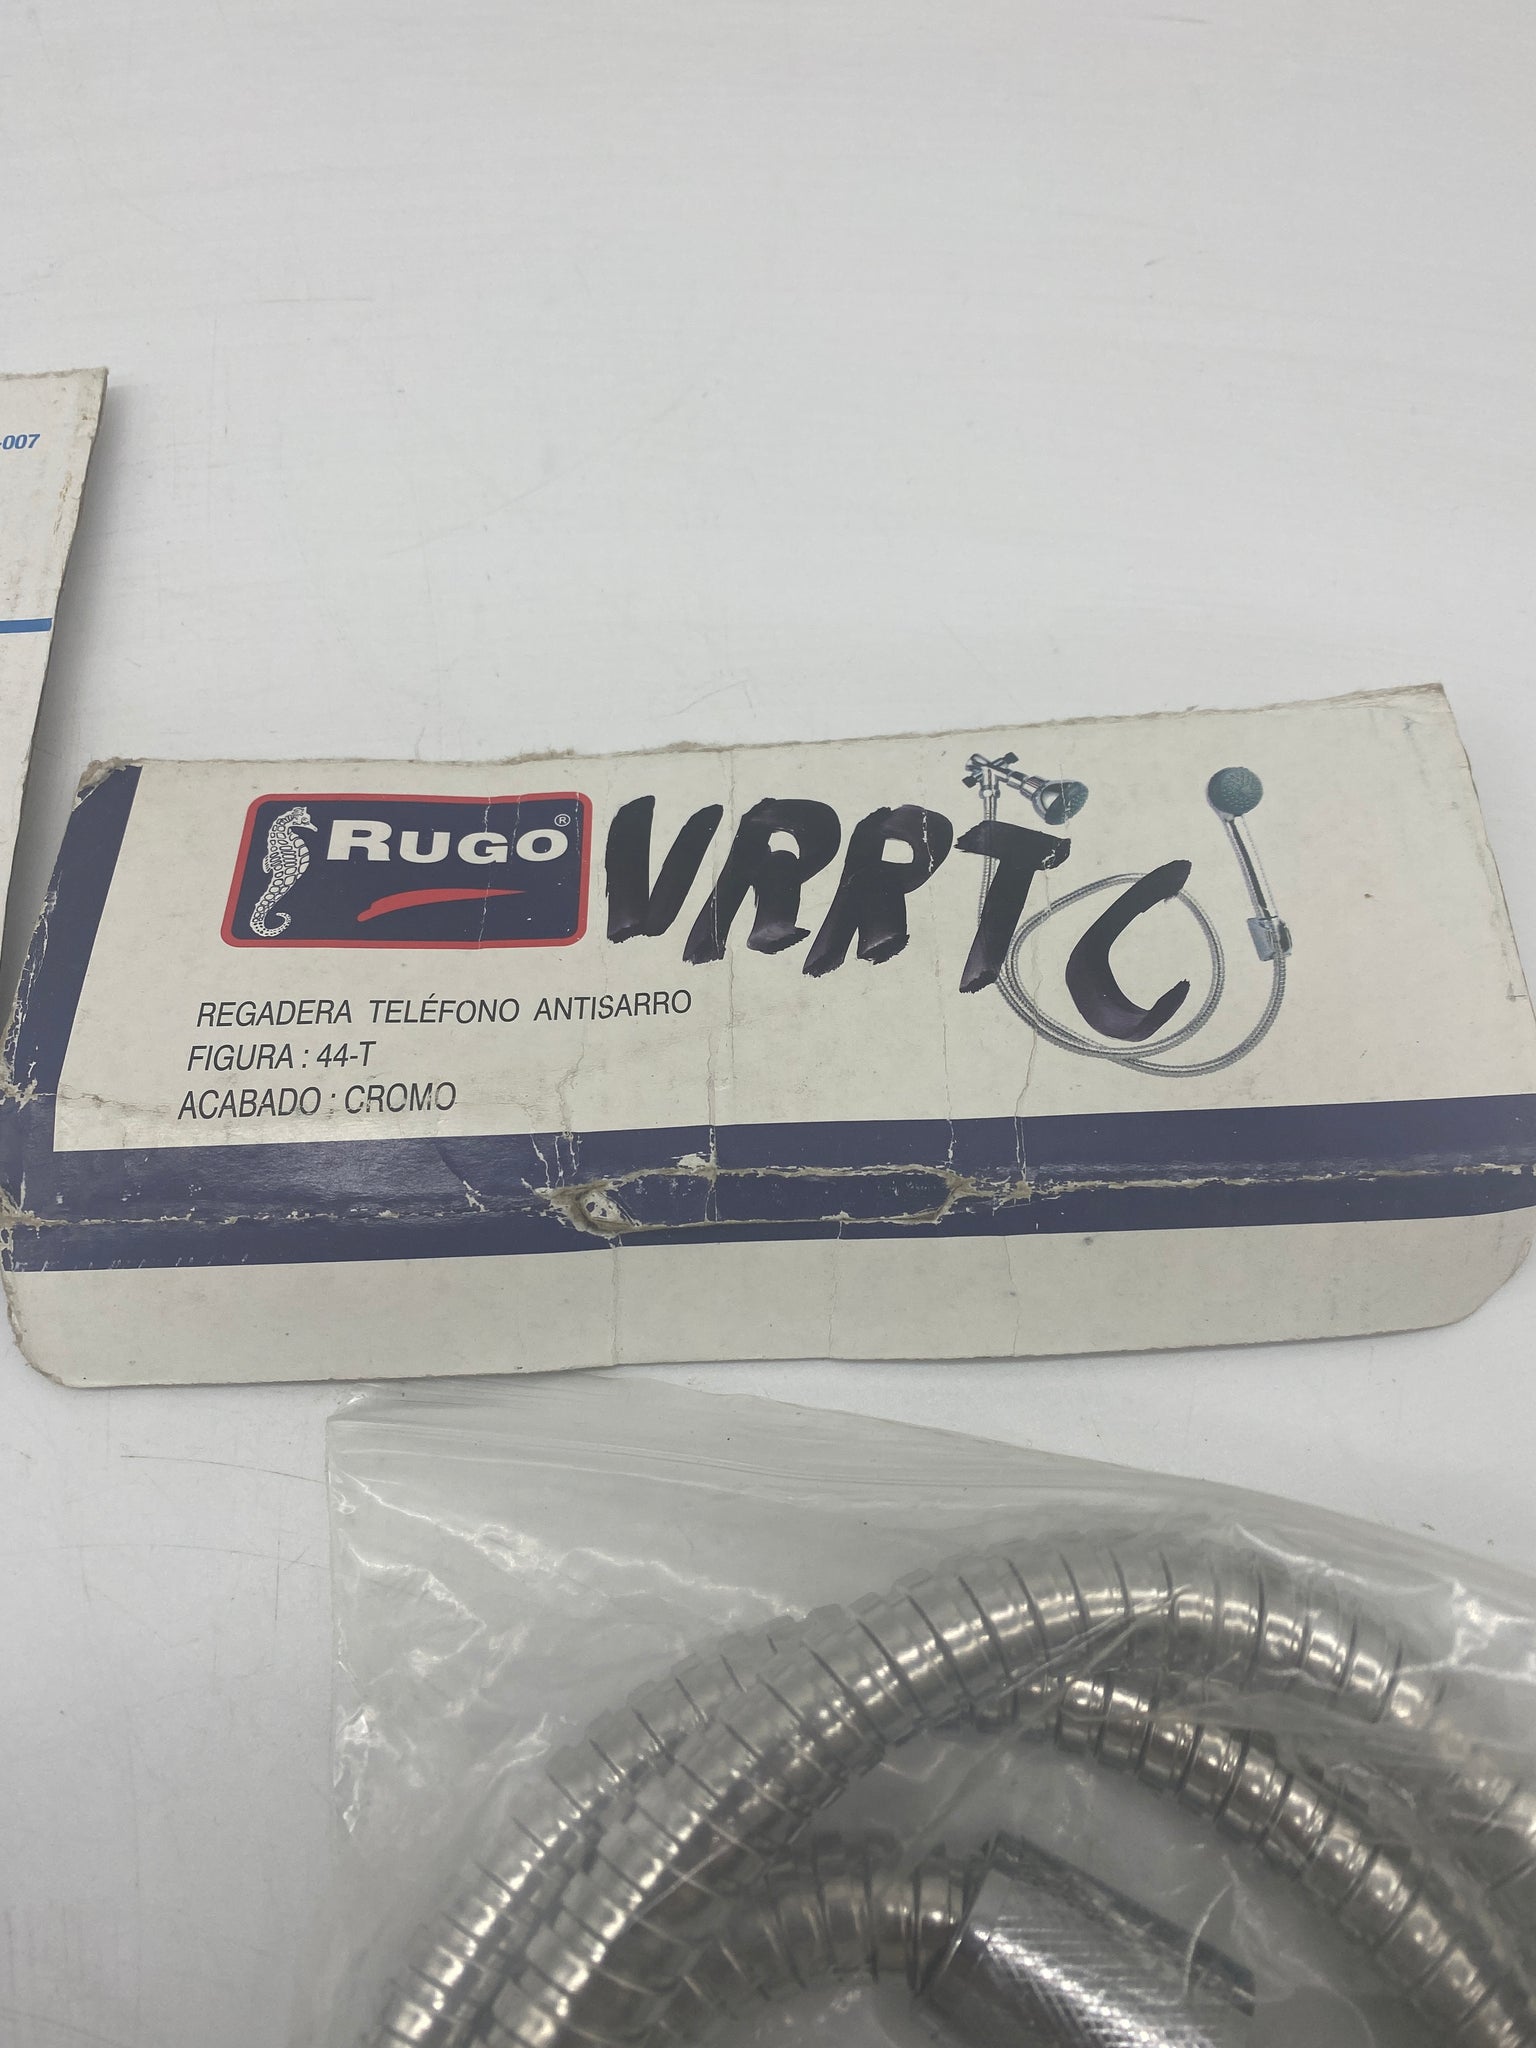 -007
RUGO®
VRRTC
REGADERA TELÉFONO ANTISARRO
FIGURA : 44-T
ACABADO : CROMO